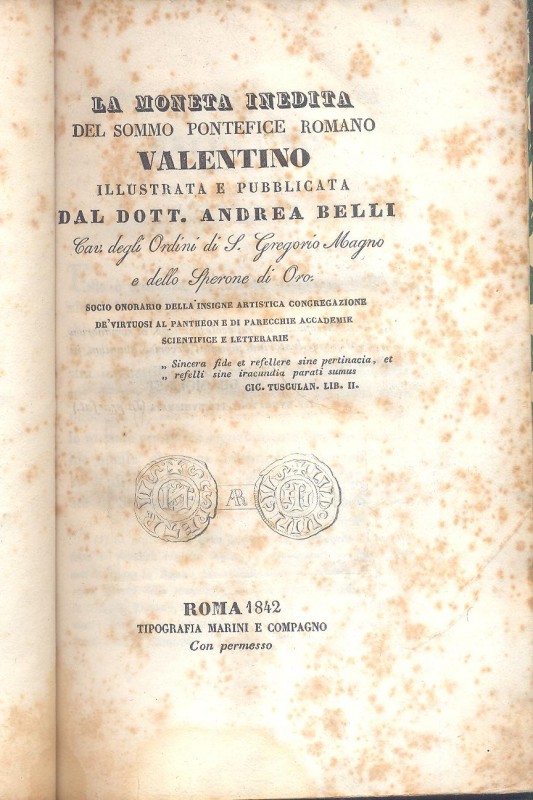 LA MONETA INEDITA
DEL SOMMO PONTEFICE ROMANO
VALENTINO
ILLUSTRATA E PUBBLICATA
DAL DOTT. ANDREA BELLI
Cav. degli Ordini di S. Gregorio Magno
e dello Sperone di Oro.
SOCIO ONORARIO DELLA INSIGNE ARTISTICA CONGREGAZIONE
DE' VIRTUOSI AL PANTHEON E DI PARECCHIE ACCADEMIE
SCIENTIFICE E LETTERARIE
„ Sincera fide et refellere sine pertinacia, et
„ refelli sine iracundia parati sumus
CIC. TUSCULAN. LIB. II.
AR
ROMA 1842
TIPOGRAFIA MARINI E COMPAGNO
Con permesso